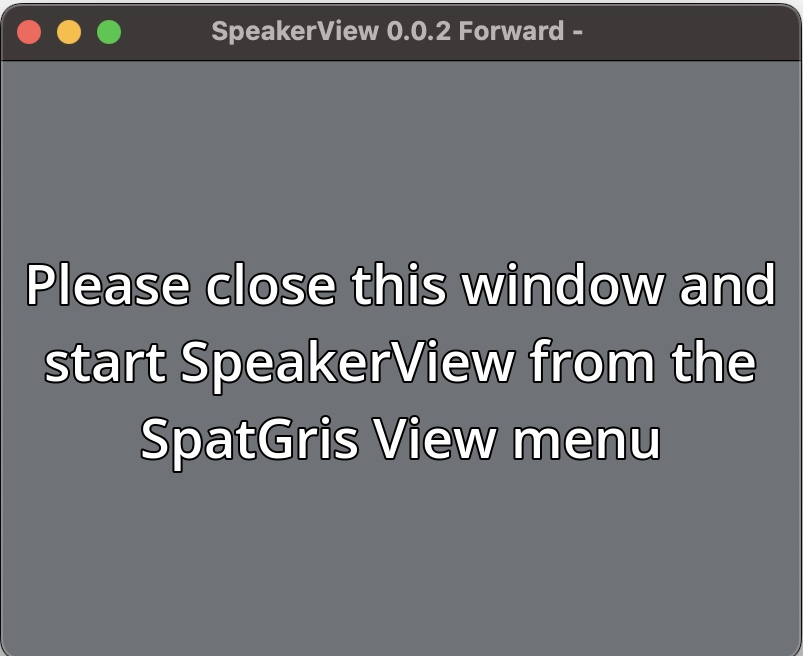 SpeakerView 0.0.2 Forward -
Please close this window and
start SpeakerView from the
SpatGris View menu